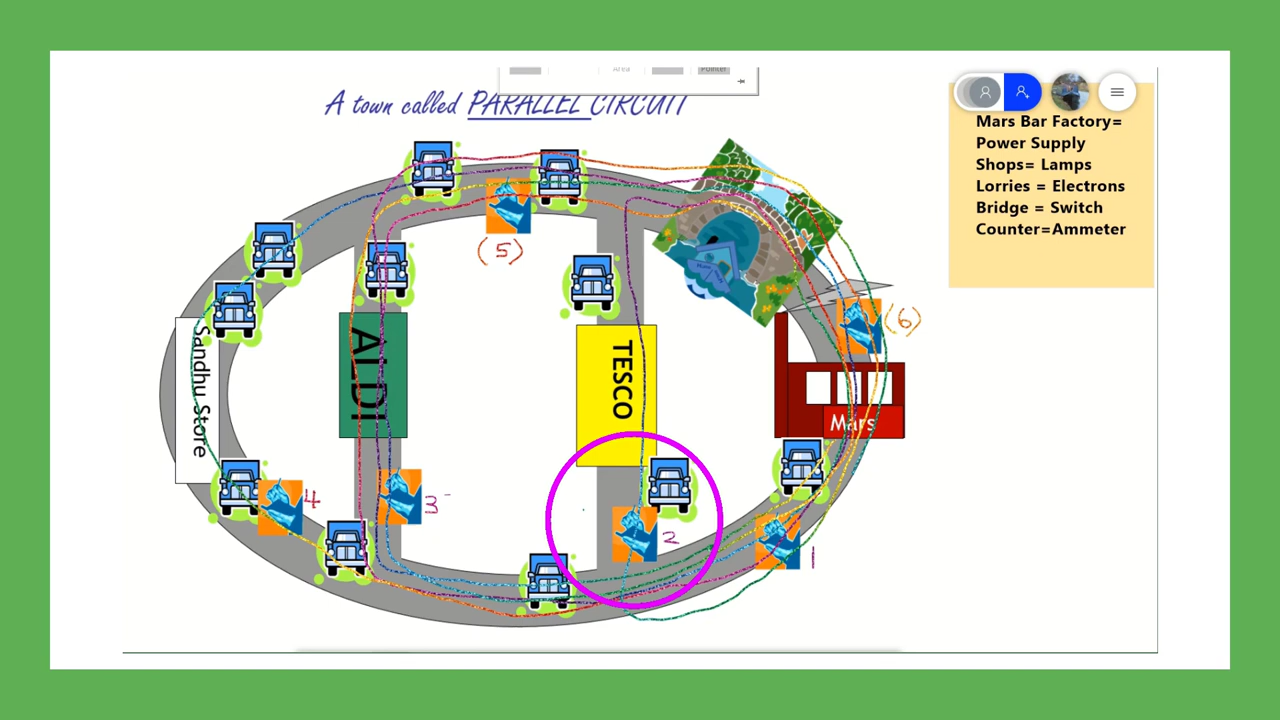 Area
Pointer
A town called PARALLEL CIRCUIT
Mars Bar Factory=
Power Supply
Shops= Lamps
Lorries = Electrons
Bridge = Switch
Counter=Ammeter
(5)
(6)
Sandhu Store
ALDI
TESCO
Mars
4
3
2
1